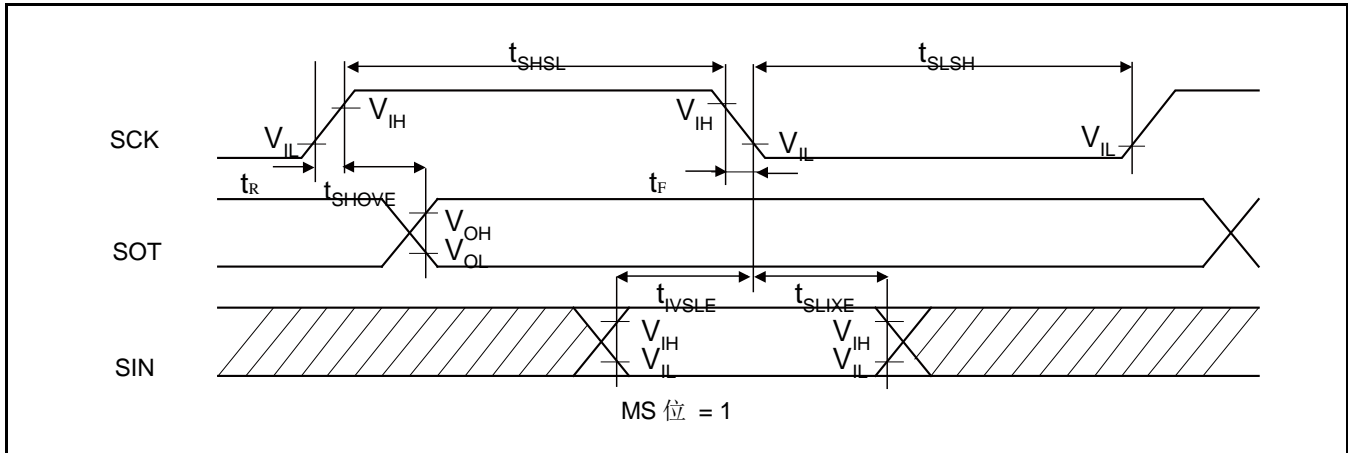 tSHSL
tSLSH
SCK
VIL
VIH
VIH
VIL
VIL
tR
tSHOVE
tF
SOT
VOH
VOL
tIVSLE
tSLIXE
SIN
VIH
VIL
VIH
VIL
MS 位 = 1